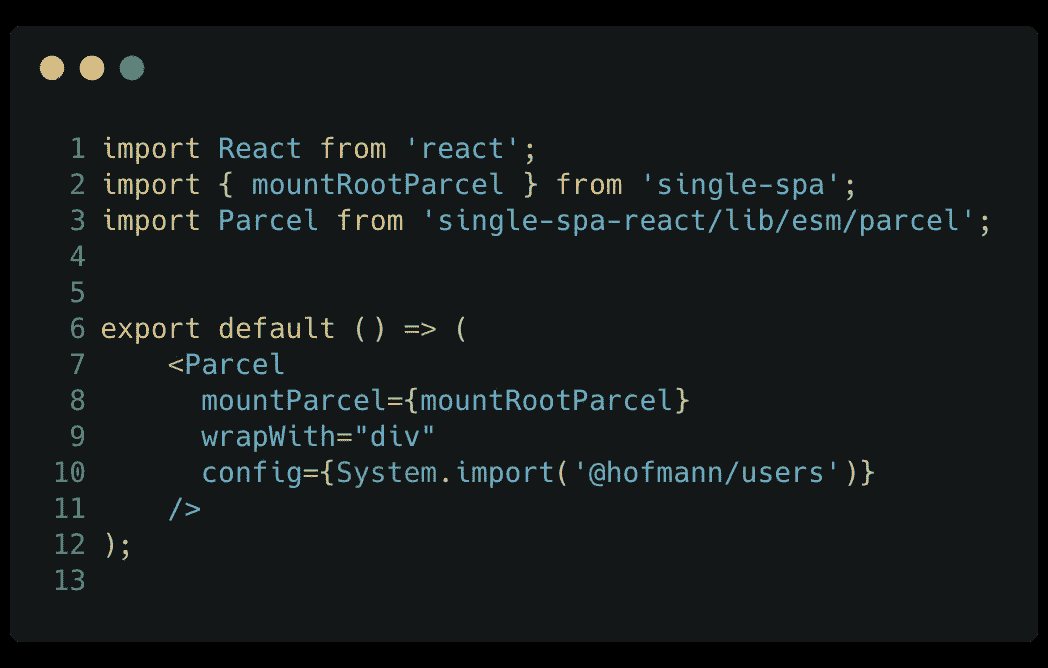 1 import React from 'react';
2 import { mountRootParcel } from 'single-spa';
3 import Parcel from 'single-spa-react/lib/esm/parcel';
4
5
6 export default () => (
7     <Parcel
8       mountParcel={mountRootParcel}
9       wrapWith="div"
10       config={System.import('@hofmann/users')}
11     />
12 );
13